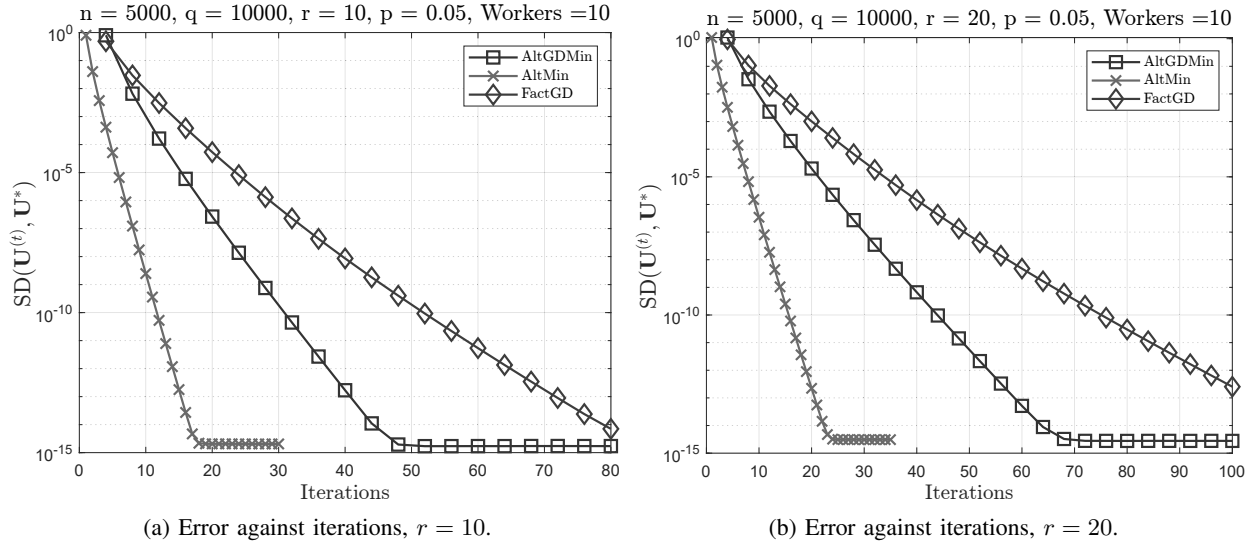 n = 5000, q = 10000, r = 10, p = 0.05, Workers =10
10^0
10^-5
10^-10
10^-15
SD(U^(t), U*)
AltGDMin
AltMin
FactGD
0 10 20 30 40 50 60 70 80
Iterations
(a) Error against iterations, r = 10.
n = 5000, q = 10000, r = 20, p = 0.05, Workers =10
10^0
10^-5
10^-10
10^-15
SD(U^(t), U*)
AltGDMin
AltMin
FactGD
0 10 20 30 40 50 60 70 80 90 100
Iterations
(b) Error against iterations, r = 20.